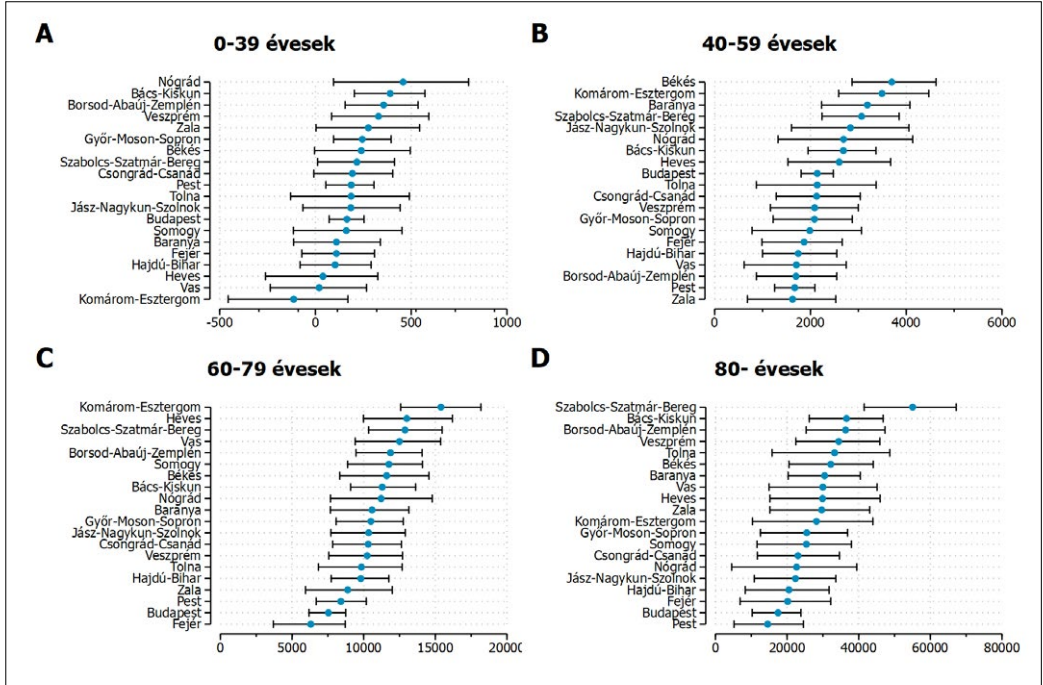 A
0-39 évesek
Nógrád
Bács-Kiskun
Borsod-Abaúj-Zemplén
Veszprém
Zala
Győr-Moson-Sopron
Békés
Szabolcs-Szatmár-Bereg
Csongrád-Csanád
Pest
Tolna
Jász-Nagykun-Szolnok
Budapest
Somogy
Baranya
Fejér
Hajdú-Bihar
Heves
Vas
Komárom-Esztergom
-500 0 500 1000
B
40-59 évesek
Békés
Komárom-Esztergom
Baranya
Szabolcs-Szatmár-Bereg
Jász-Nagykun-Szolnok
Nógrád
Bács-Kiskun
Heves
Budapest
Tolna
Csongrád-Csanád
Veszprém
Győr-Moson-Sopron
Somogy
Fejér
Hajdú-Bihar
Vas
Borsod-Abaúj-Zemplén
Pest
Zala
0 2000 4000 6000
C
60-79 évesek
Komárom-Esztergom
Heves
Szabolcs-Szatmár-Bereg
Vas
Borsod-Abaúj-Zemplén
Somogy
Békés
Bács-Kiskun
Nógrád
Baranya
Győr-Moson-Sopron
Jász-Nagykun-Szolnok
Csongrád-Csanád
Veszprém
Tolna
Hajdú-Bihar
Zala
Pest
Budapest
Fejér
0 5000 10000 15000 20000
D
80- évesek
Szabolcs-Szatmár-Bereg
Bács-Kiskun
Borsod-Abaúj-Zemplén
Veszprém
Tolna
Békés
Baranya
Vas
Heves
Zala
Komárom-Esztergom
Győr-Moson-Sopron
Somogy
Csongrád-Csanád
Nógrád
Jász-Nagykun-Szolnok
Hajdú-Bihar
Fejér
Budapest
Pest
0 20000 40000 60000 80000